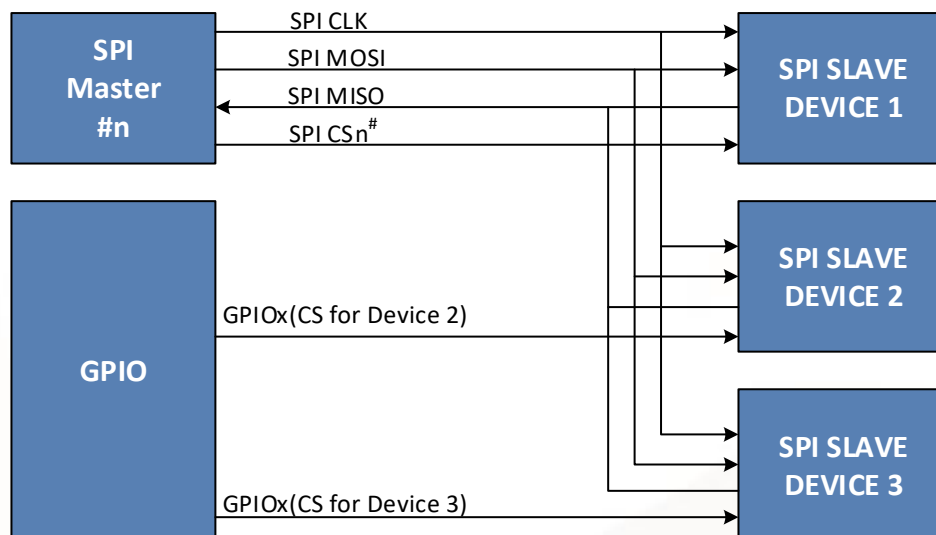 SPI
Master
#n
SPI CLK
SPI MOSI
SPI MISO
SPI CSn#
SPI SLAVE
DEVICE 1
GPIO
GPIOx(CS for Device 2)
SPI SLAVE
DEVICE 2
GPIOx(CS for Device 3)
SPI SLAVE
DEVICE 3